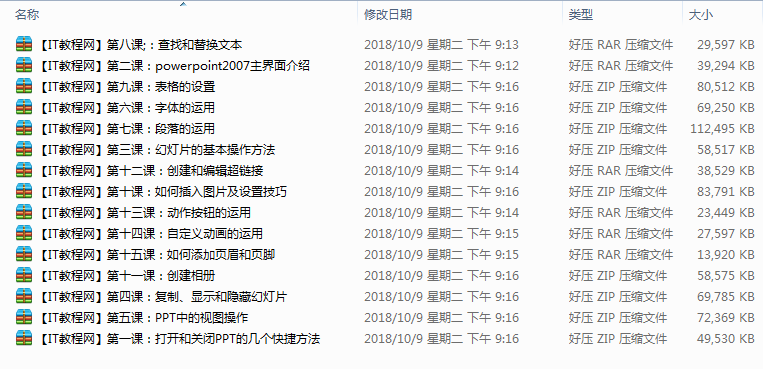 名称 修改日期 类型 大小
【IT教程网】第八课;：查找和替换文本 2018/10/9 星期二 下午 9:13 好压 RAR 压缩文件 29,597 KB
【IT教程网】第二课：powerpoint2007主界面介绍 2018/10/9 星期二 下午 9:12 好压 RAR 压缩文件 39,294 KB
【IT教程网】第九课：表格的设置 2018/10/9 星期二 下午 9:16 好压 ZIP 压缩文件 80,512 KB
【IT教程网】第六课：字体的运用 2018/10/9 星期二 下午 9:16 好压 ZIP 压缩文件 69,250 KB
【IT教程网】第七课：段落的运用 2018/10/9 星期二 下午 9:16 好压 ZIP 压缩文件 112,495 KB
【IT教程网】第三课：幻灯片的基本操作方法 2018/10/9 星期二 下午 9:16 好压 ZIP 压缩文件 58,517 KB
【IT教程网】第十二课：创建和编辑超链接 2018/10/9 星期二 下午 9:14 好压 RAR 压缩文件 38,529 KB
【IT教程网】第十课：如何插入图片及设置技巧 2018/10/9 星期二 下午 9:16 好压 ZIP 压缩文件 83,791 KB
【IT教程网】第十三课：动作按钮的运用 2018/10/9 星期二 下午 9:14 好压 RAR 压缩文件 23,449 KB
【IT教程网】第十四课：自定义动画的运用 2018/10/9 星期二 下午 9:15 好压 RAR 压缩文件 27,597 KB
【IT教程网】第十五课：如何添加页眉和页脚 2018/10/9 星期二 下午 9:15 好压 RAR 压缩文件 13,920 KB
【IT教程网】第十一课：创建相册 2018/10/9 星期二 下午 9:16 好压 ZIP 压缩文件 58,575 KB
【IT教程网】第四课：复制、显示和隐藏幻灯片 2018/10/9 星期二 下午 9:16 好压 ZIP 压缩文件 69,785 KB
【IT教程网】第五课：PPT中的视图操作 2018/10/9 星期二 下午 9:16 好压 ZIP 压缩文件 72,369 KB
【IT教程网】第一课：打开和关闭PPT的几个快捷方法 2018/10/9 星期二 下午 9:16 好压 ZIP 压缩文件 49,530 KB